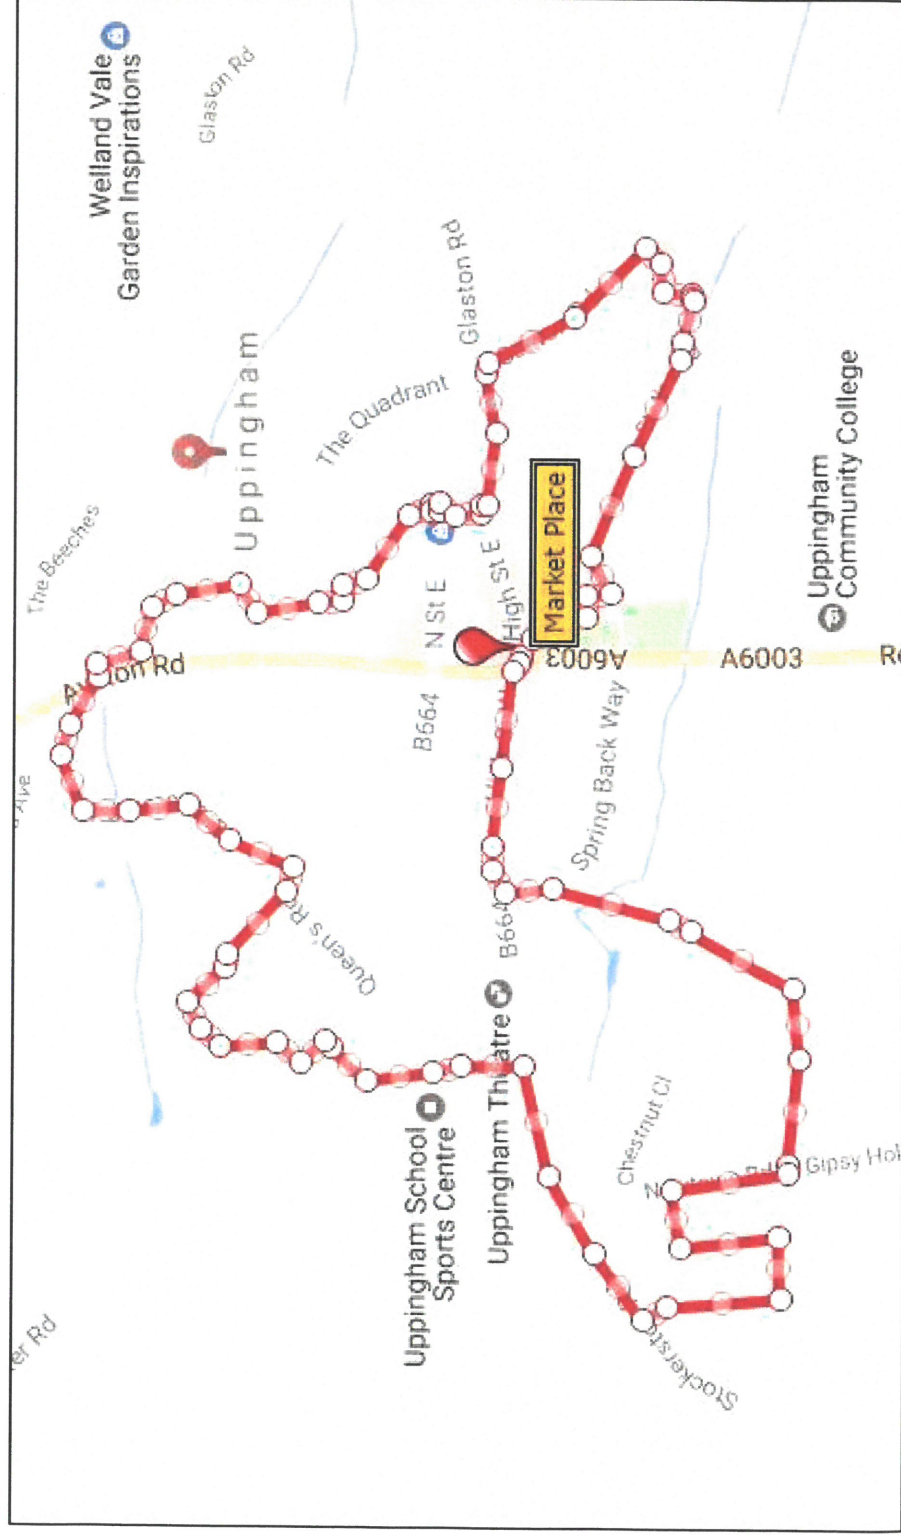 Welland Vale
Garden Inspirations
Glaston Rd
The Beeches
Uppingham
The Quadrant
Glaston Rd
N St E
High St E
Market Place
A6003
A6003
Uppingham
Community College
B664
Spring Back Way
Queen's Rd
B664
Uppingham Theatre
Uppingham School
Sports Centre
Chestnut Cl
Gipsy Hol
Stockerst
er Rd
Ave